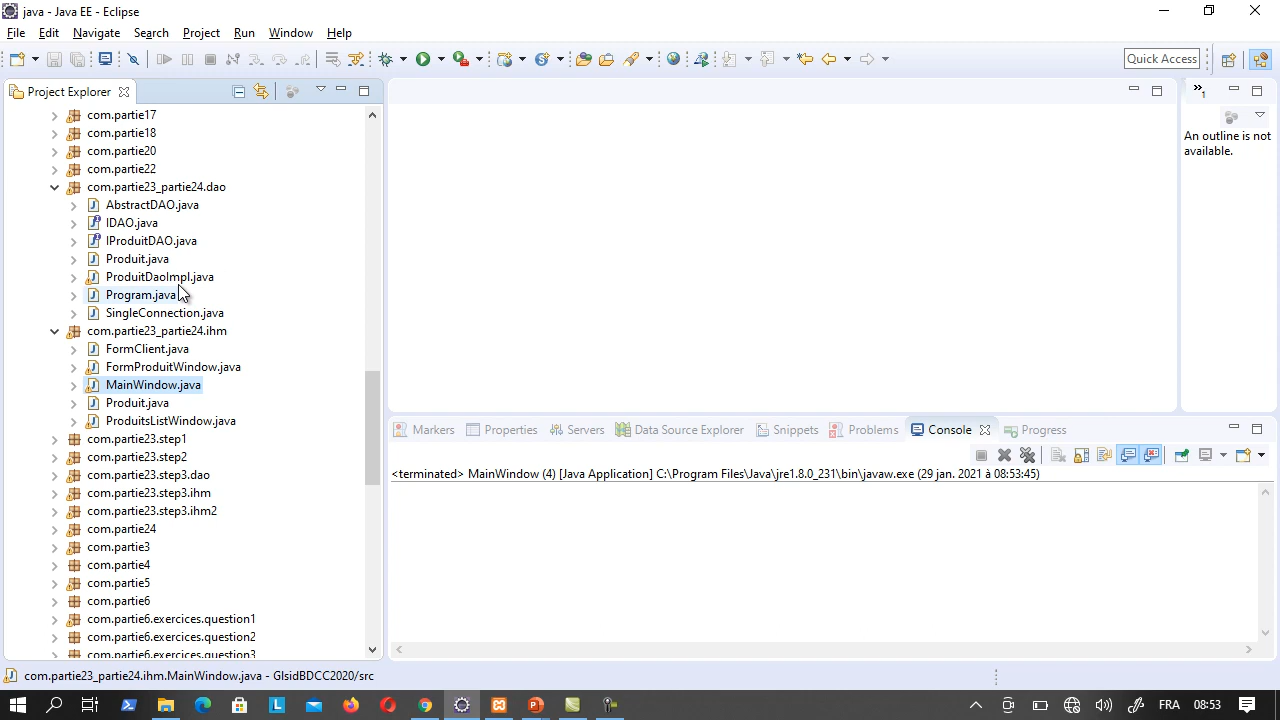 java - Java EE - Eclipse
File Edit Navigate Search Project Run Window Help
Quick Access
Project Explorer
1
com.partie17
com.partie18
com.partie20
com.partie22
com.partie23_partie24.dao
AbstractDAO.java
IDAO.java
IProduitDAO.java
Produit.java
ProduitDaoImpl.java
Program.java
SingleConnection.java
com.partie23_partie24.ihm
FormClient.java
FormProduitWindow.java
MainWindow.java
Produit.java
ProduitsListWindow.java
com.partie23.step1
com.partie23.step2
com.partie23.step3.dao
com.partie23.step3.ihm
com.partie23.step3.ihm2
com.partie24
com.partie3
com.partie4
com.partie5
com.partie6
com.partie6.exercices.question1
com.partie6.exercices.question2
com.partie6.exercices.question3
An outline is not
available.
Markers Properties Servers Data Source Explorer Snippets Problems Console Progress
<terminated> MainWindow (4) [Java Application] C:\Program Files\Java\jre1.8.0_231\bin\javaw.exe (29 jan. 2021 à 08:53:45)
com.partie23_partie24.ihm.MainWindow.java - GlsidBDCC2020/src
FRA 08:53